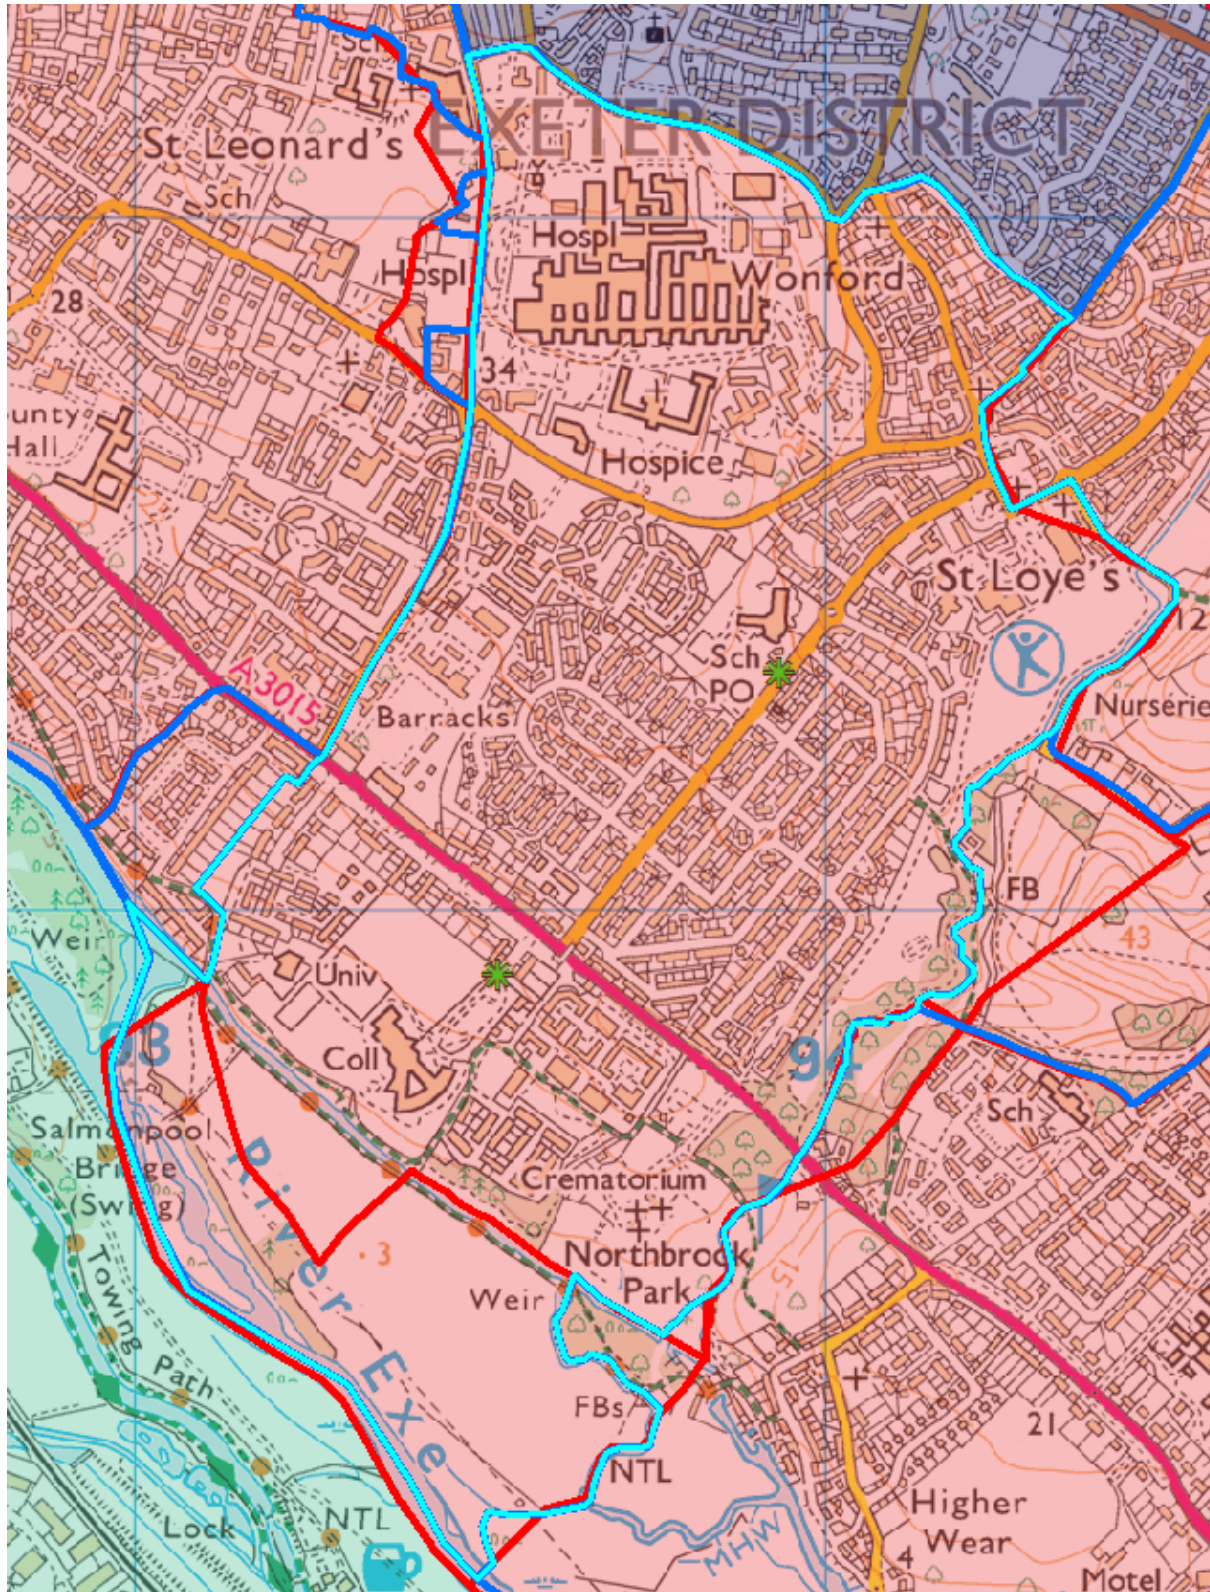 Sch
EXETER DISTRICT
St Leonard's
Sch
Hospl
Hospl
Wonford
28
34
ounty
Hall
25
Hospice
St Loye's
12
A3015
Sch
PO
Barracks
Nurserie
FB
43
Weir
Univ
93
Coll
94
Sch
Salmonpool
Bridge
(Swing)
River Exe
Crematorium
3
Northbrook
Park
15
Weir
Towing Path
FBs
21
NTL
Higher
Wear
NTL
Lock
MHW
4
Motel